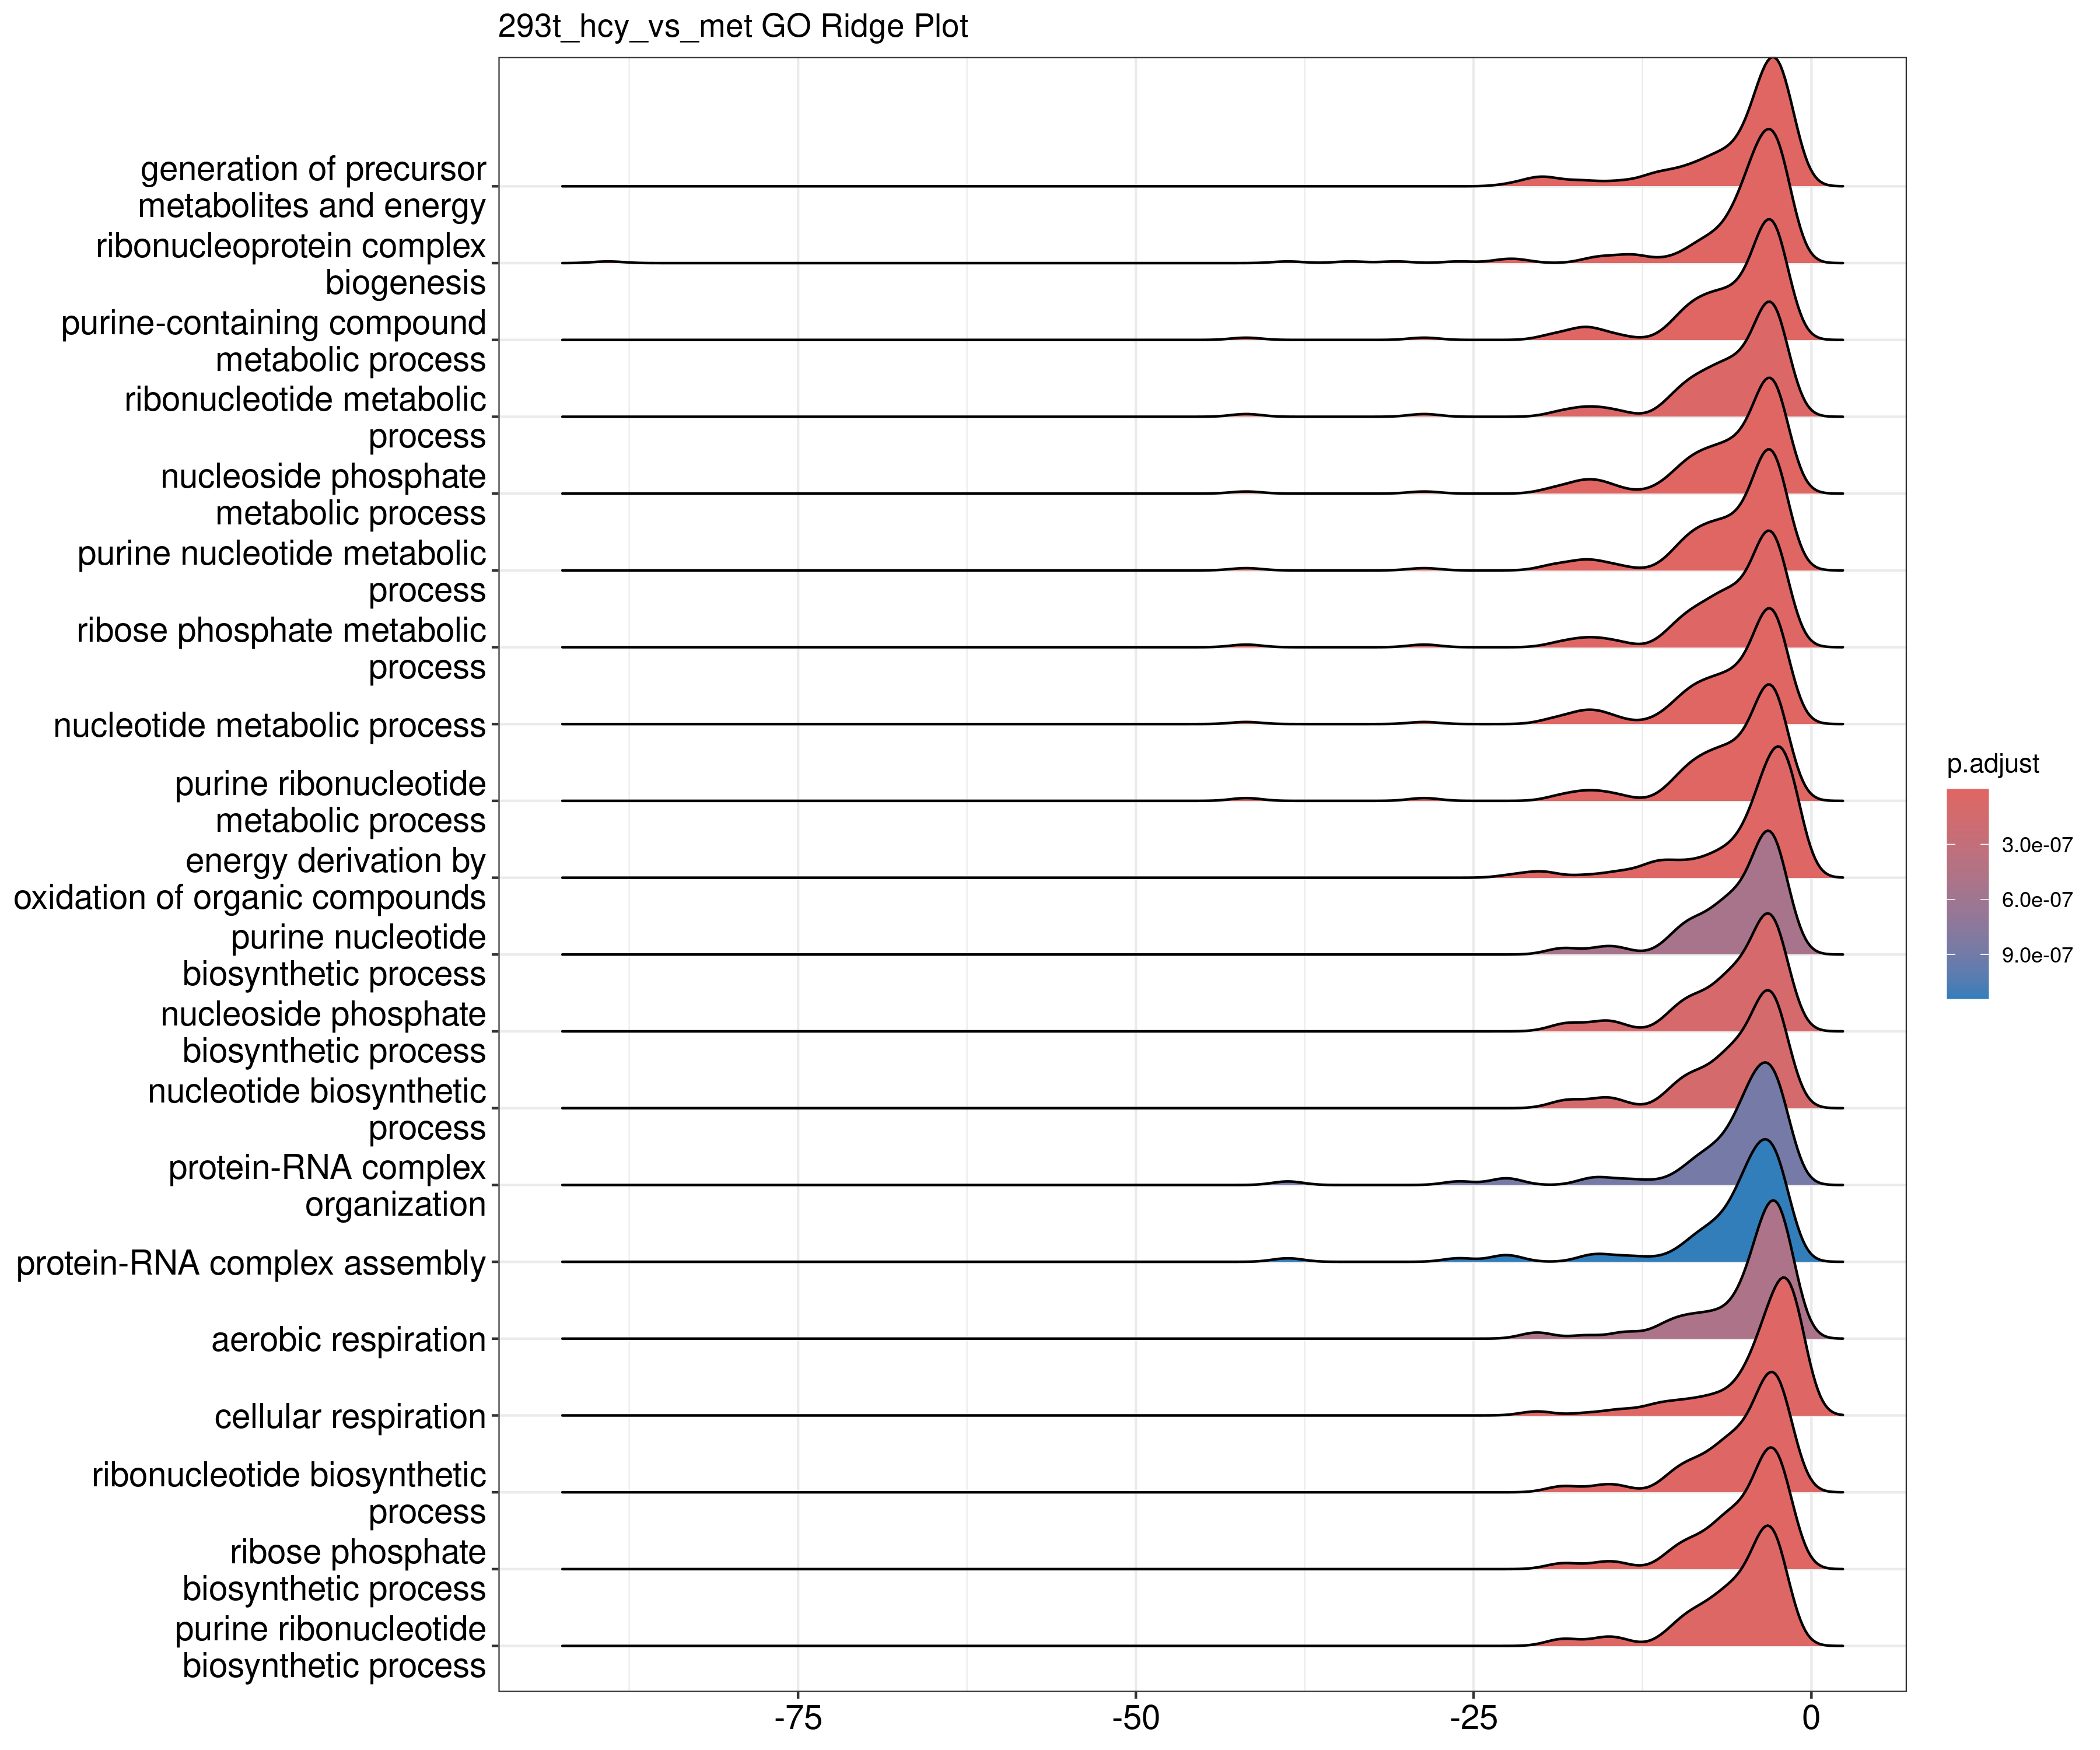 293t_hcy_vs_met GO Ridge Plot
generation of precursor
metabolites and energy
ribonucleoprotein complex
biogenesis
purine-containing compound
metabolic process
ribonucleotide metabolic
process
nucleoside phosphate
metabolic process
purine nucleotide metabolic
process
ribose phosphate metabolic
process
nucleotide metabolic process
purine ribonucleotide
metabolic process
energy derivation by
oxidation of organic compounds
purine nucleotide
biosynthetic process
nucleoside phosphate
biosynthetic process
nucleotide biosynthetic
process
protein-RNA complex
organization
protein-RNA complex assembly
aerobic respiration
cellular respiration
ribonucleotide biosynthetic
process
ribose phosphate
biosynthetic process
purine ribonucleotide
biosynthetic process
-75 -50 -25 0
p.adjust
3.0e-07
6.0e-07
9.0e-07